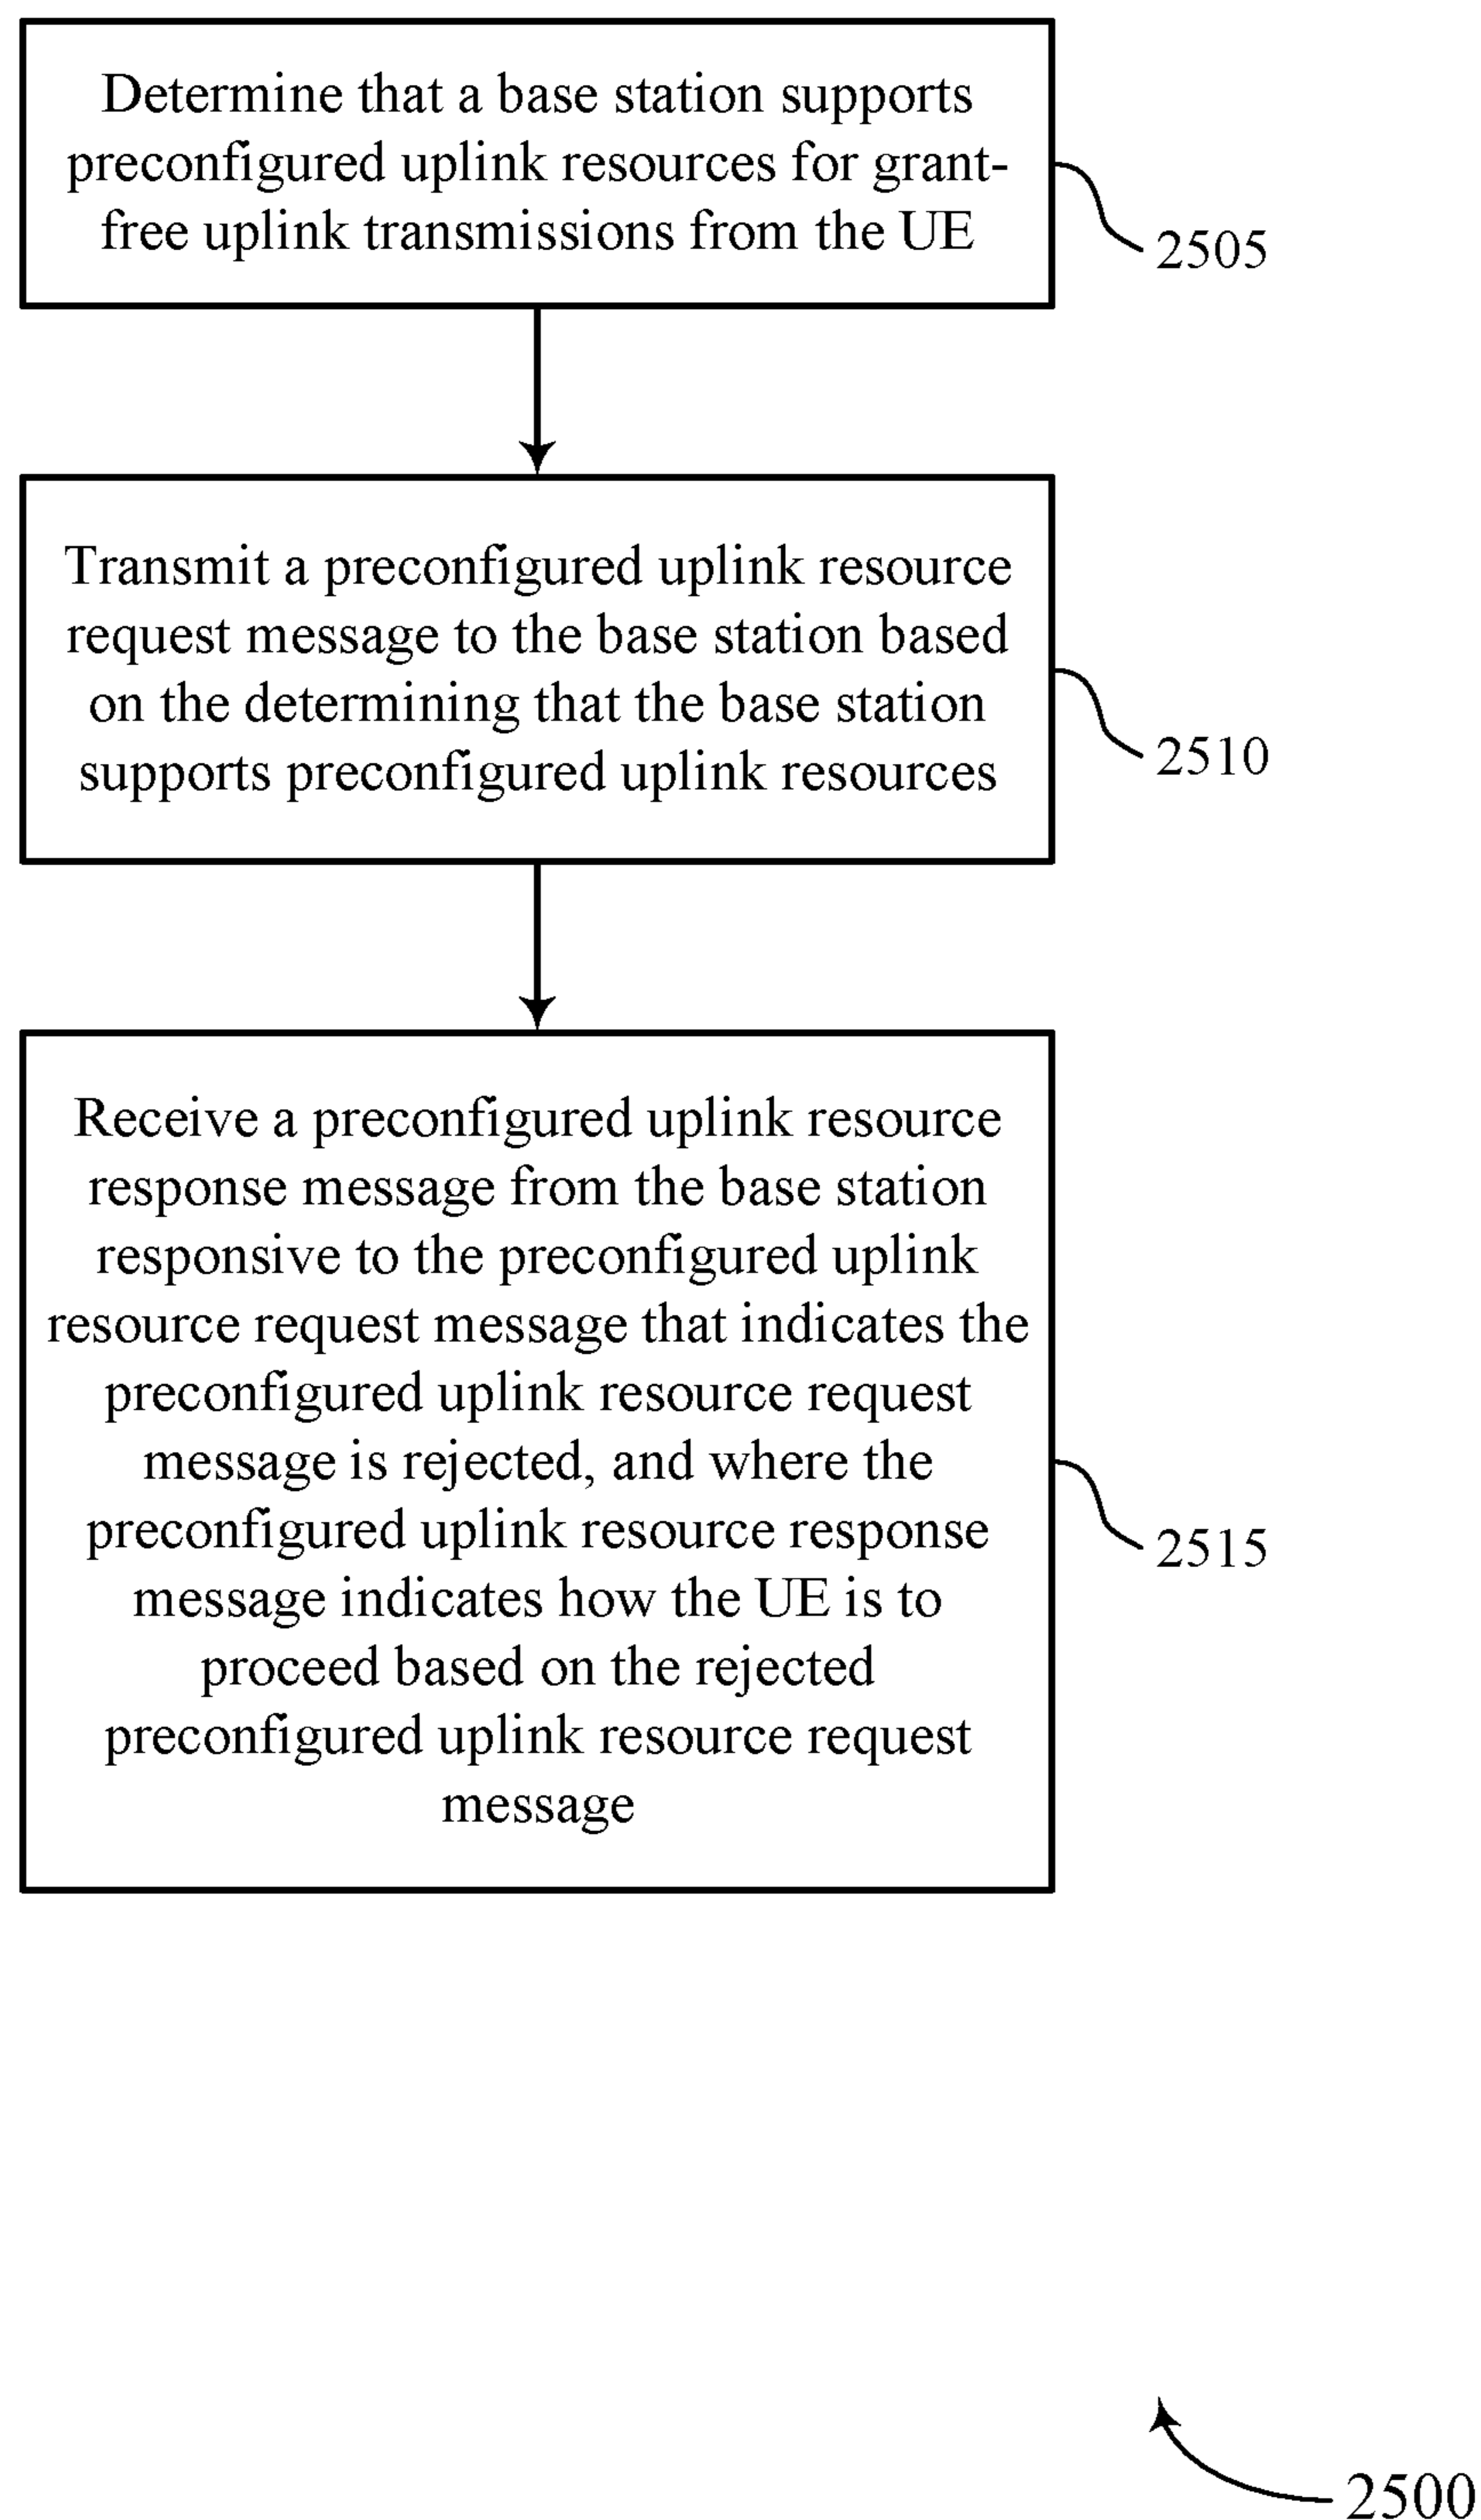 Determine that a base station supports
preconfigured uplink resources for grant-
free uplink transmissions from the UE
2505
Transmit a preconfigured uplink resource
request message to the base station based
on the determining that the base station
supports preconfigured uplink resources
2510
Receive a preconfigured uplink resource
response message from the base station
responsive to the preconfigured uplink
resource request message that indicates the
preconfigured uplink resource request
message is rejected, and where the
preconfigured uplink resource response
message indicates how the UE is to
proceed based on the rejected
preconfigured uplink resource request
message
2515
2500